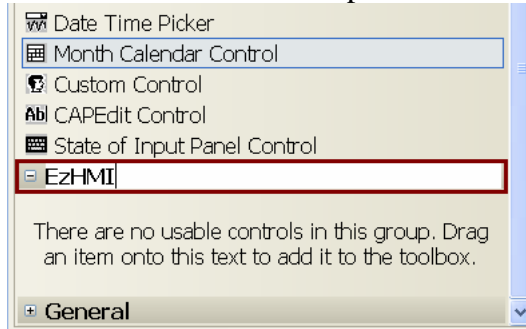 Date Time Picker
Month Calendar Control
Custom Control
Ab CAPEdit Control
State of Input Panel Control
EzHMI
There are no usable controls in this group. Drag
an item onto this text to add it to the toolbox.
General